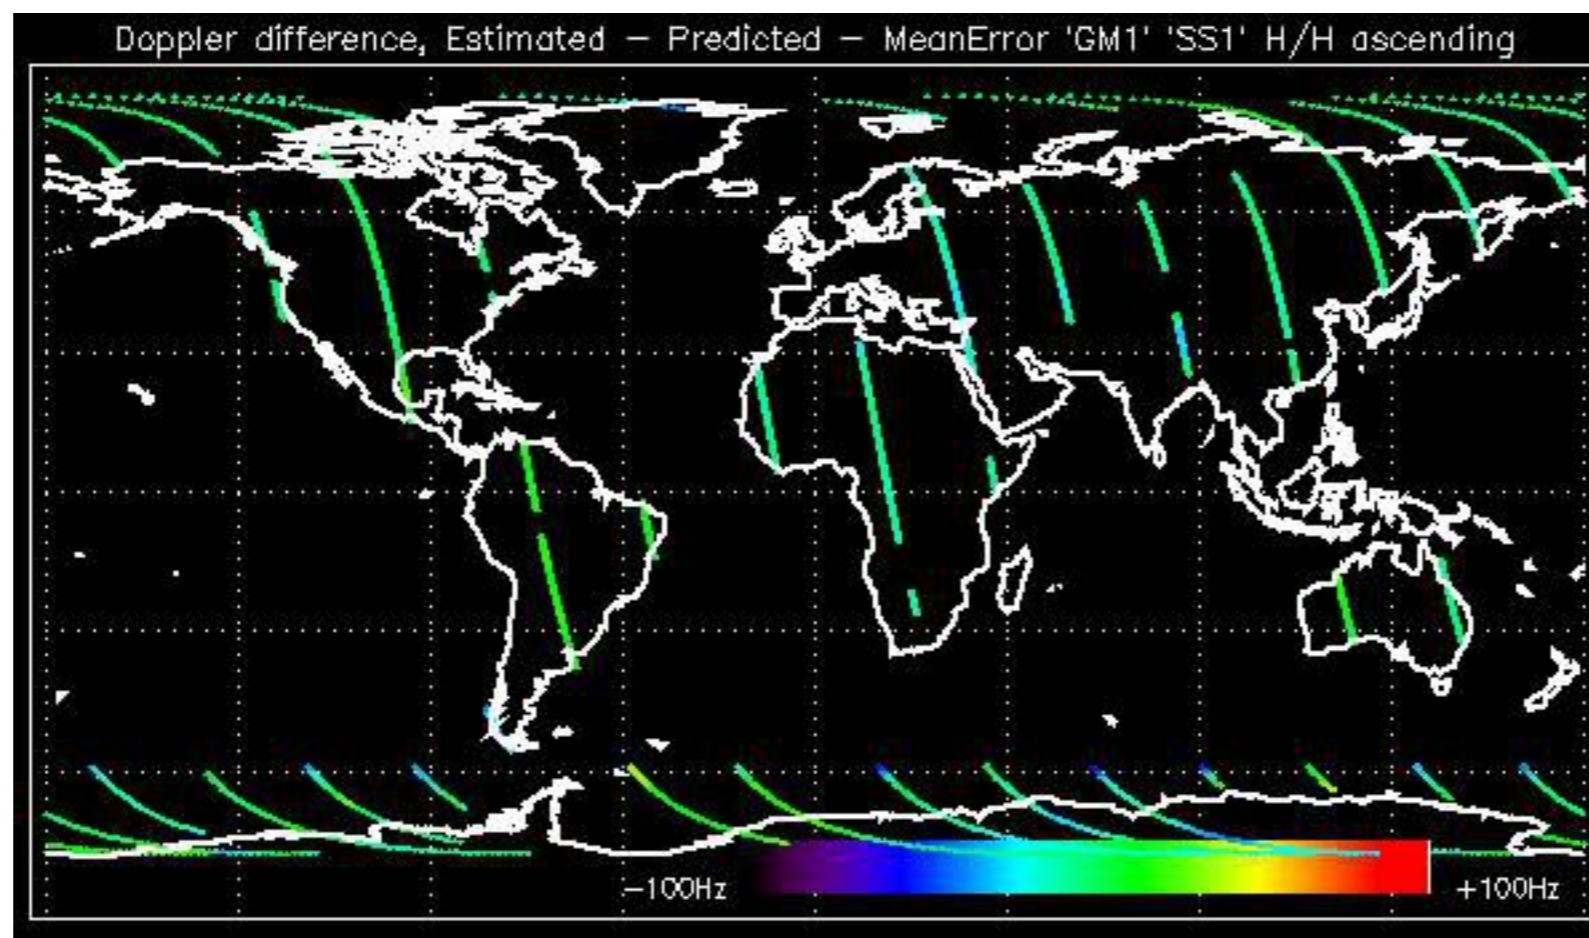 Doppler difference, Estimated – Predicted – MeanError 'GM1' 'SS1' H/H ascending
–100Hz +100Hz